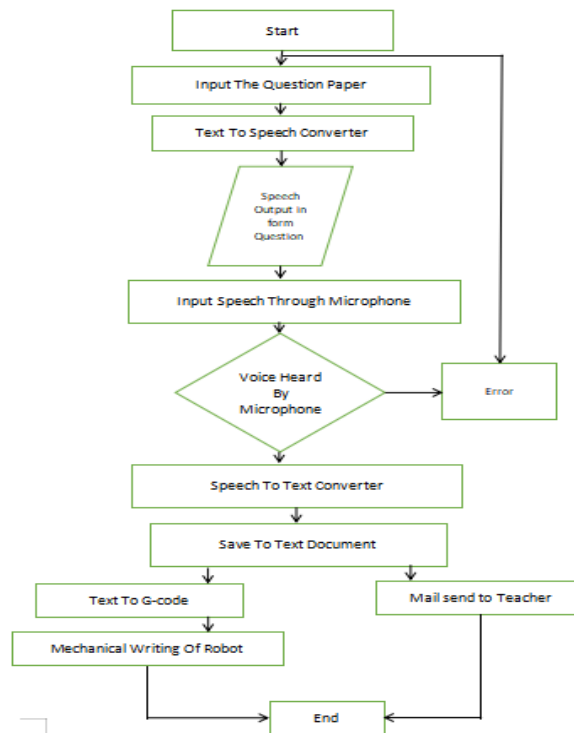 Start
Input The Question Paper
Text To Speech Converter
Speech
Output in
form
Question
Input Speech Through Microphone
Voice Heard
By
Microphone
Error
Speech To Text Converter
Save To Text Document
Text To G-code
Mail send to Teacher
Mechanical Writing Of Robot
End